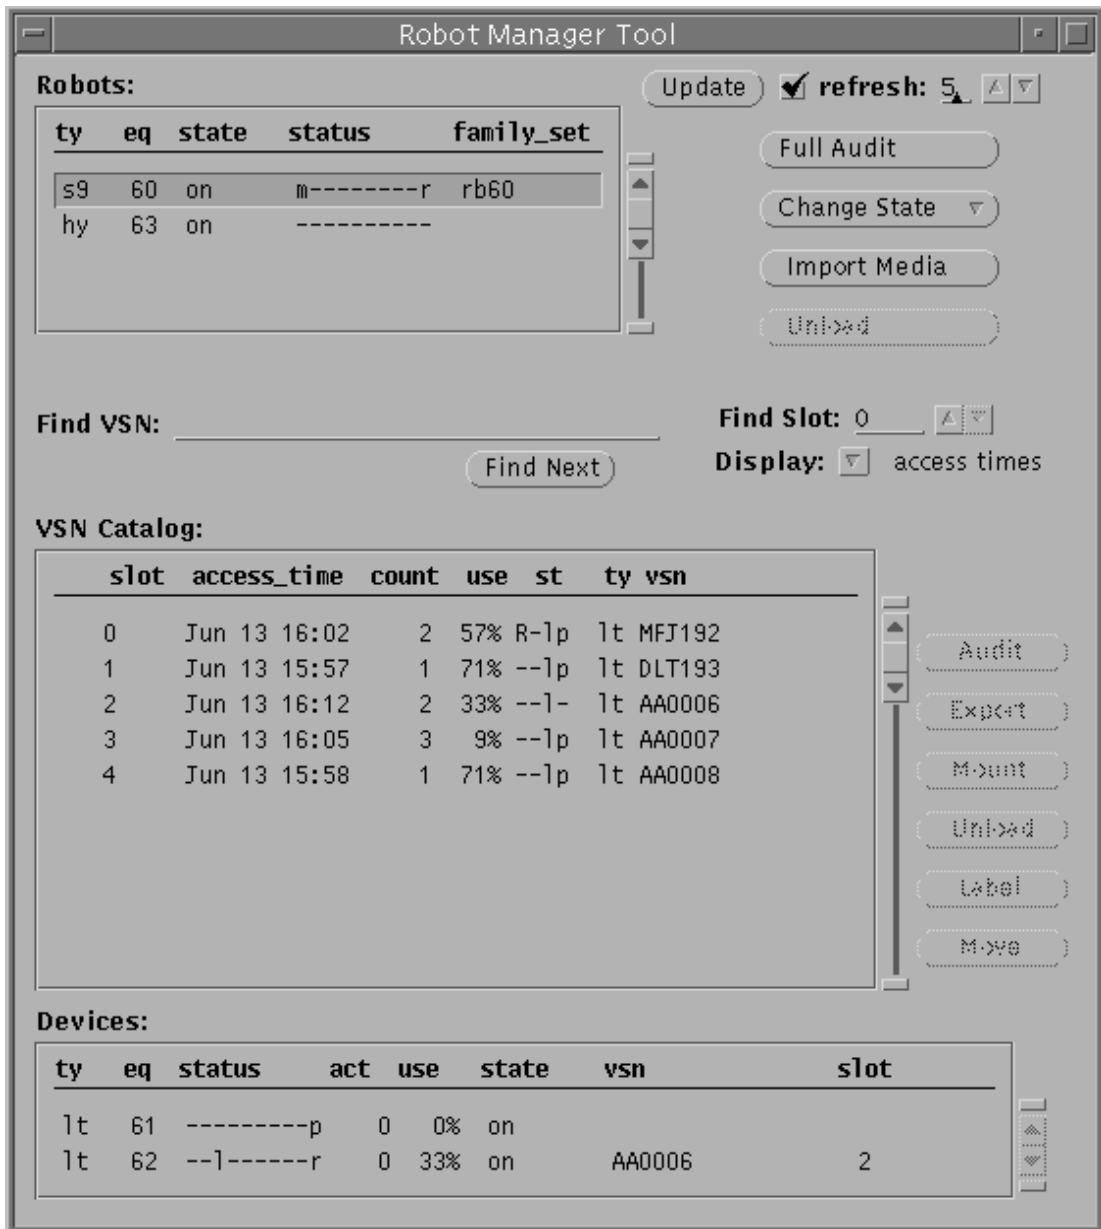 Robot Manager Tool
Robots:
Update refresh: 5
ty eq state status family_set
s9 60 on m--------r rb60
hy 63 on ----------
Full Audit
Change State
Import Media
Unload
Find VSN:
Find Next
Find Slot: 0
Display: access times
VSN Catalog:
slot access_time count use st ty vsn
0 Jun 13 16:02 2 57% R-lp lt MFJ192
1 Jun 13 15:57 1 71% --lp lt DLT193
2 Jun 13 16:12 2 33% --l- lt AA0006
3 Jun 13 16:05 3 9% --lp lt AA0007
4 Jun 13 15:58 1 71% --lp lt AA0008
Audit
Export
Mount
Unload
Label
Move
Devices:
ty eq status act use state vsn slot
lt 61 ---------p 0 0% on
lt 62 --l------r 0 33% on AA0006 2